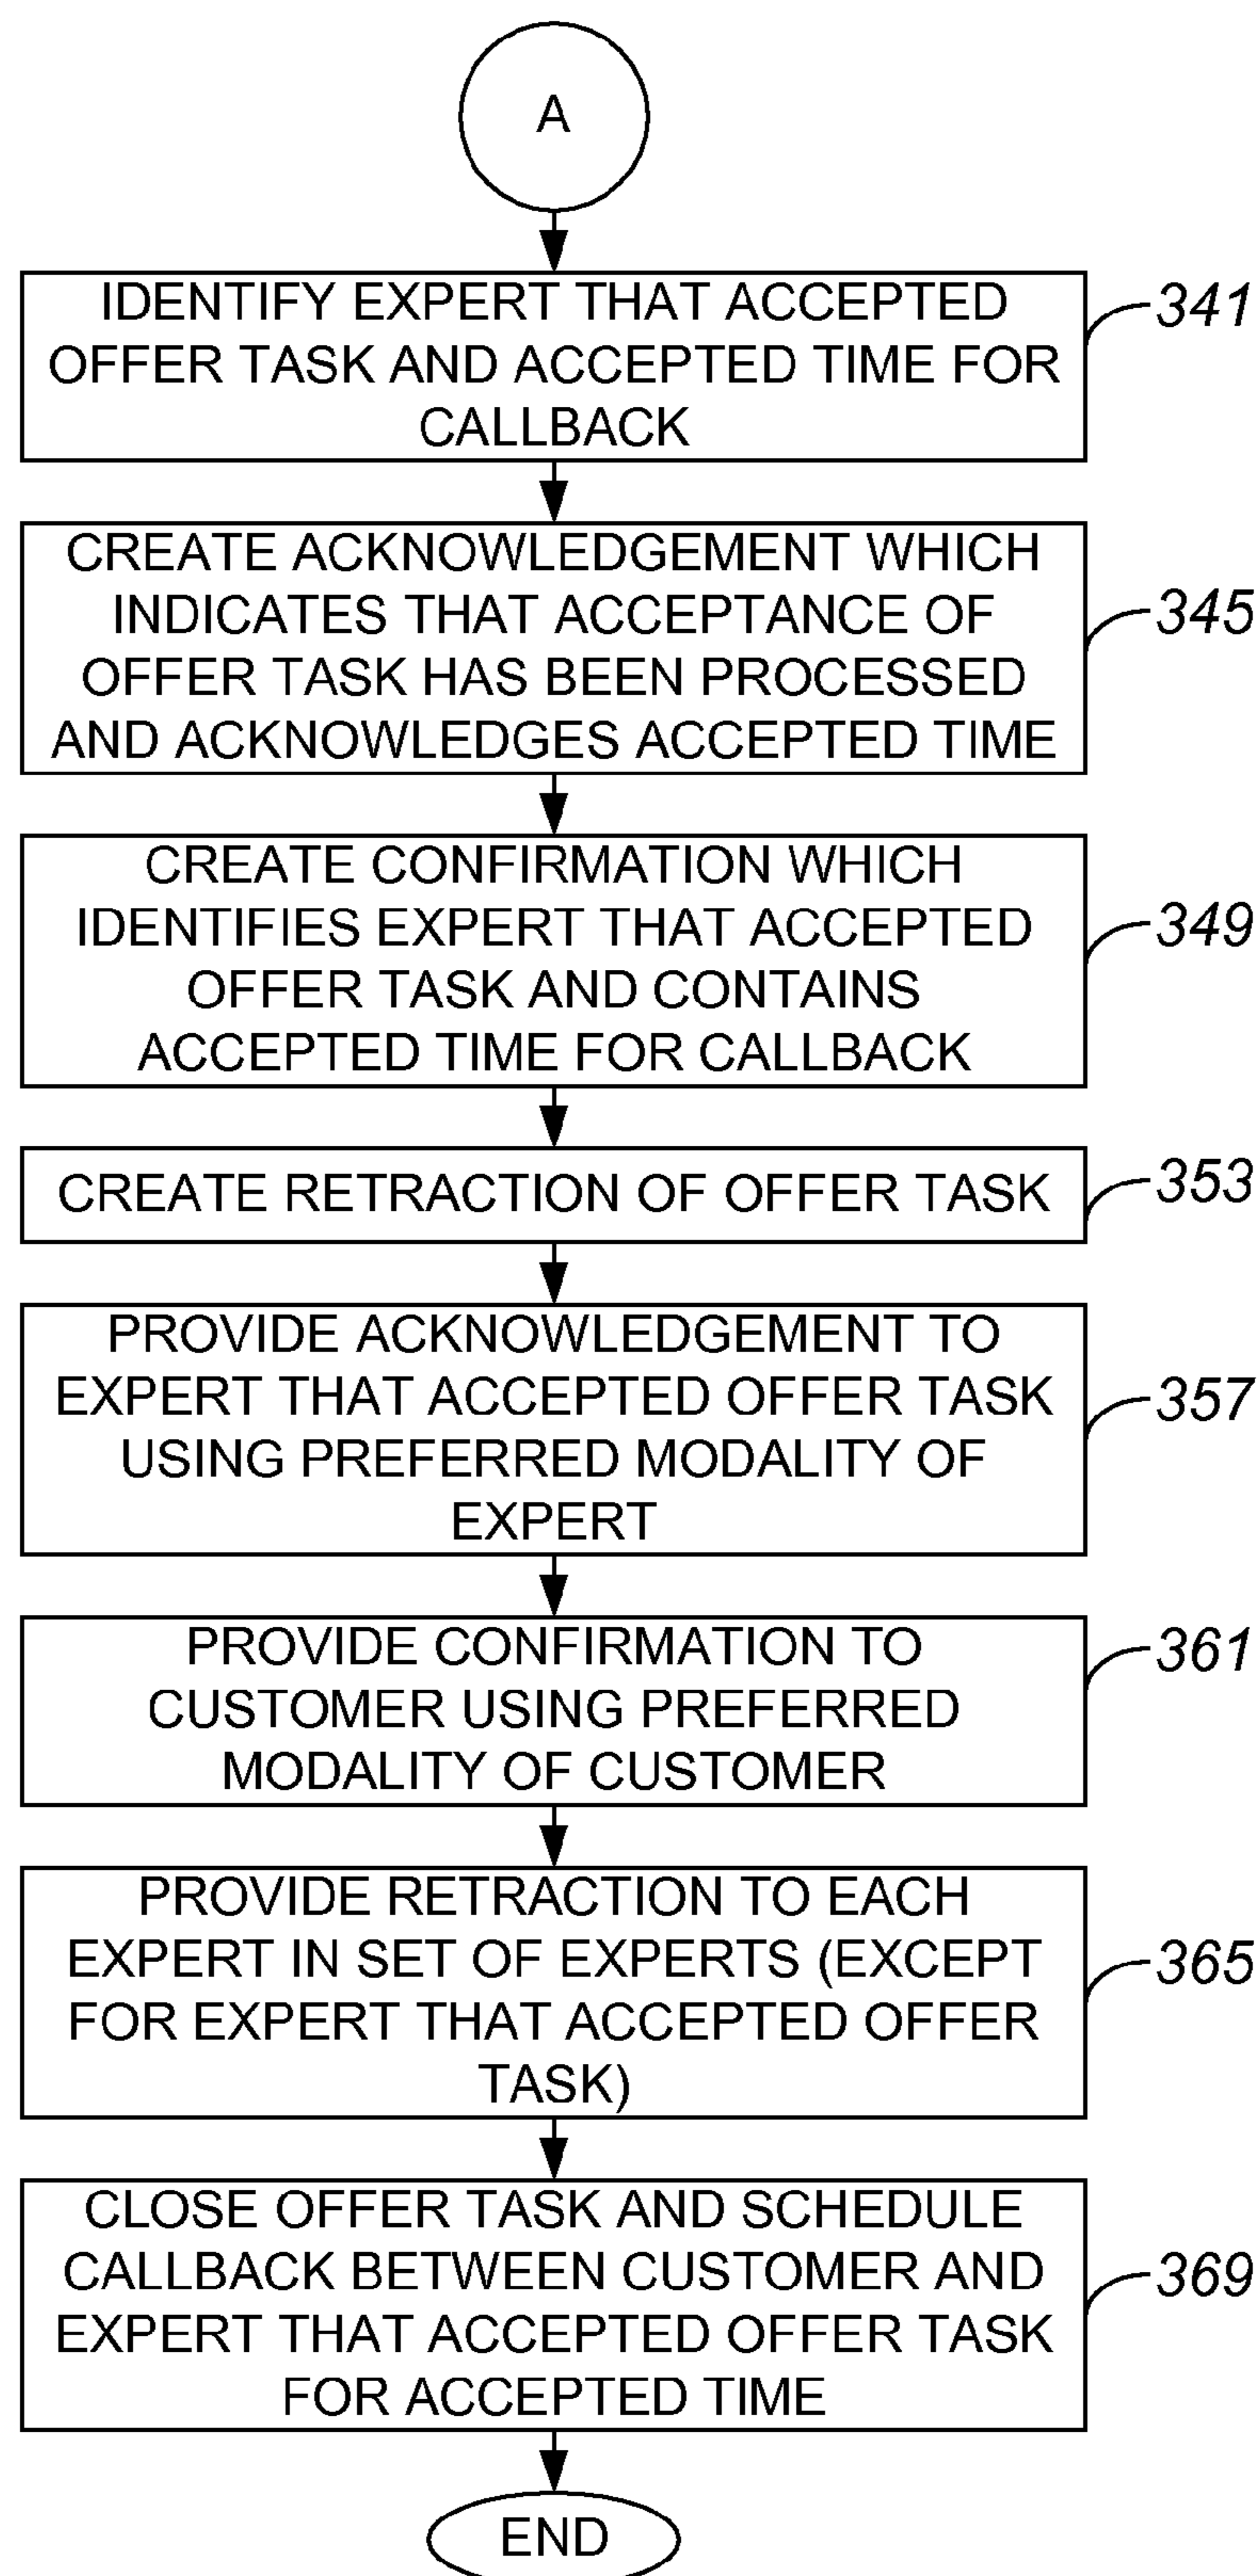 A
IDENTIFY EXPERT THAT ACCEPTED
OFFER TASK AND ACCEPTED TIME FOR
CALLBACK
341
CREATE ACKNOWLEDGEMENT WHICH
INDICATES THAT ACCEPTANCE OF
OFFER TASK HAS BEEN PROCESSED
AND ACKNOWLEDGES ACCEPTED TIME
345
CREATE CONFIRMATION WHICH
IDENTIFIES EXPERT THAT ACCEPTED
OFFER TASK AND CONTAINS
ACCEPTED TIME FOR CALLBACK
349
CREATE RETRACTION OF OFFER TASK
353
PROVIDE ACKNOWLEDGEMENT TO
EXPERT THAT ACCEPTED OFFER TASK
USING PREFERRED MODALITY OF
EXPERT
357
PROVIDE CONFIRMATION TO
CUSTOMER USING PREFERRED
MODALITY OF CUSTOMER
361
PROVIDE RETRACTION TO EACH
EXPERT IN SET OF EXPERTS (EXCEPT
FOR EXPERT THAT ACCEPTED OFFER
TASK)
365
CLOSE OFFER TASK AND SCHEDULE
CALLBACK BETWEEN CUSTOMER AND
EXPERT THAT ACCEPTED OFFER TASK
FOR ACCEPTED TIME
369
END